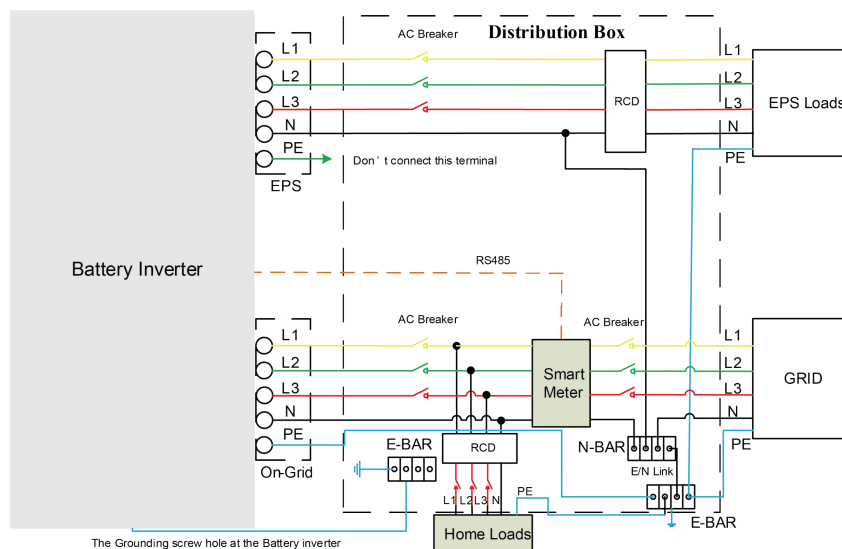 Distribution Box
AC Breaker
L1
L2
L3
N
PE
EPS
Don't connect this terminal
RCD
L1
L2
L3
N
PE
EPS Loads
Battery Inverter
RS485
AC Breaker
AC Breaker
L1
L2
L3
N
PE
On-Grid
Smart
Meter
L1
L2
L3
N
PE
GRID
E-BAR
RCD
N-BAR
E/N Link
L1 L2 L3 N
PE
E-BAR
Home Loads
The Grounding screw hole at the Battery inverter